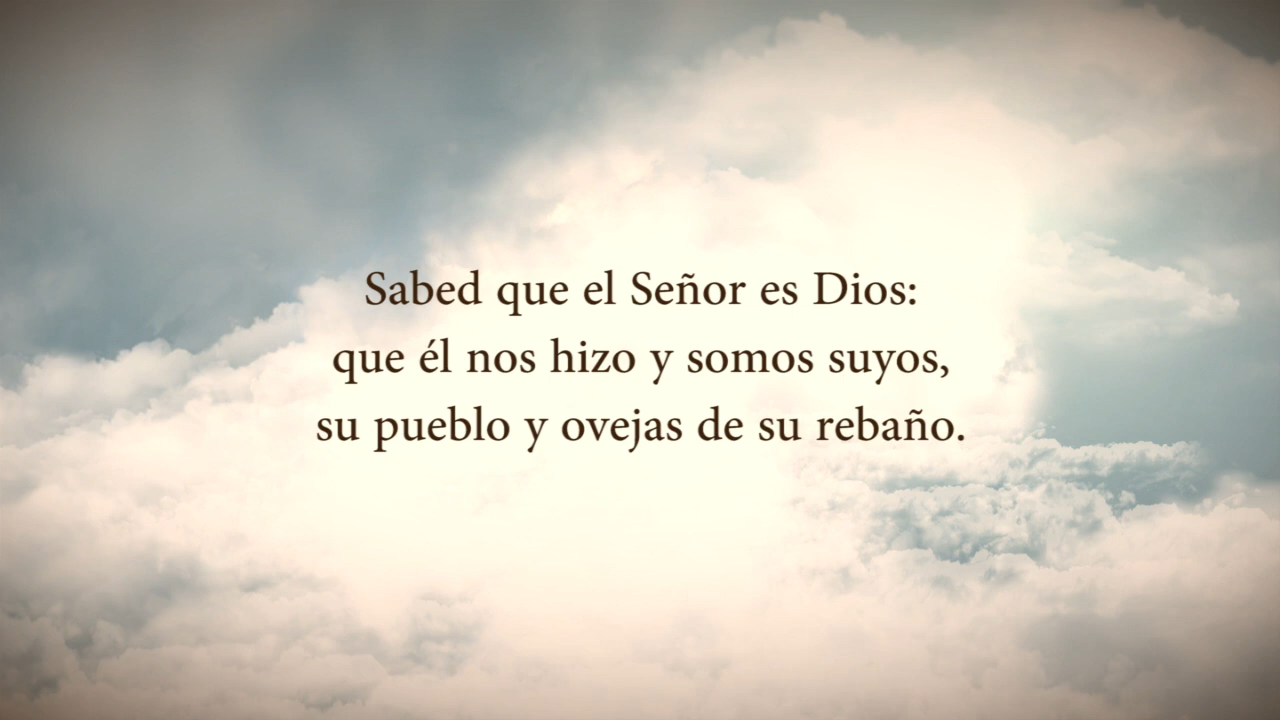 Sabed que el Señor es Dios:
que él nos hizo y somos suyos,
su pueblo y ovejas de su rebaño.